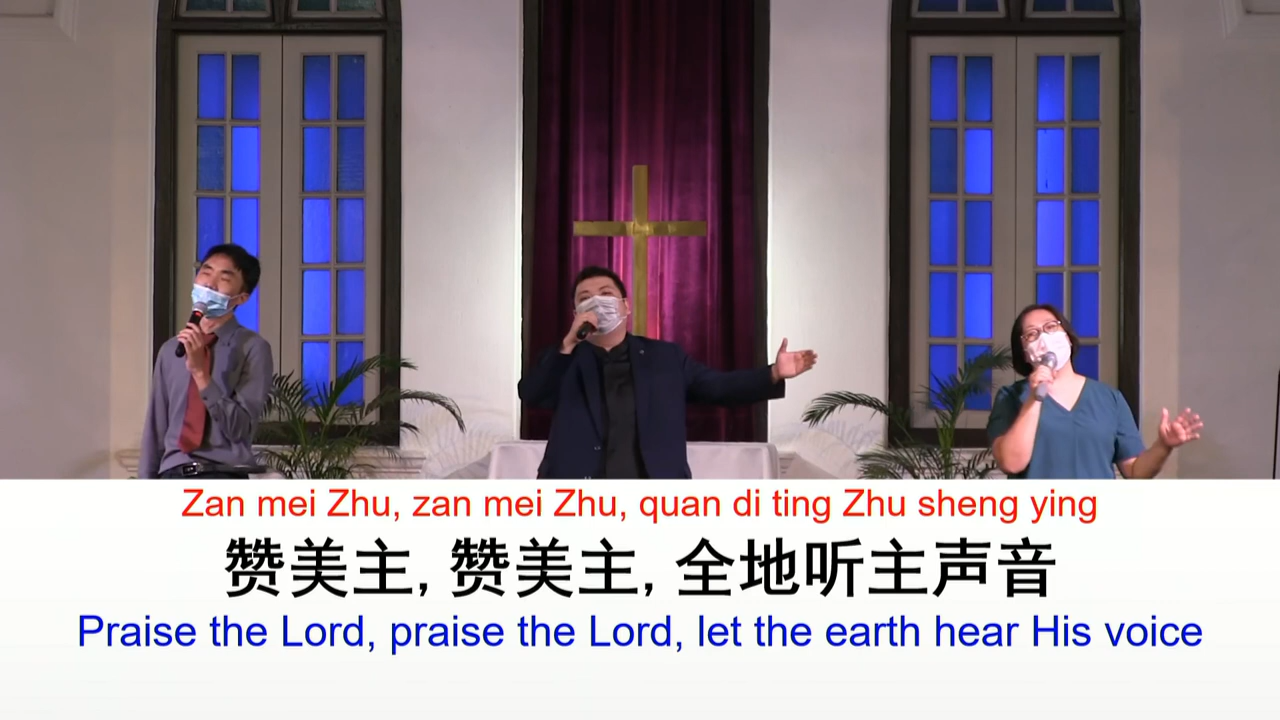 Zan mei Zhu, zan mei Zhu, quan di ting Zhu sheng ying
赞美主, 赞美主, 全地听主声音
Praise the Lord, praise the Lord, let the earth hear His voice